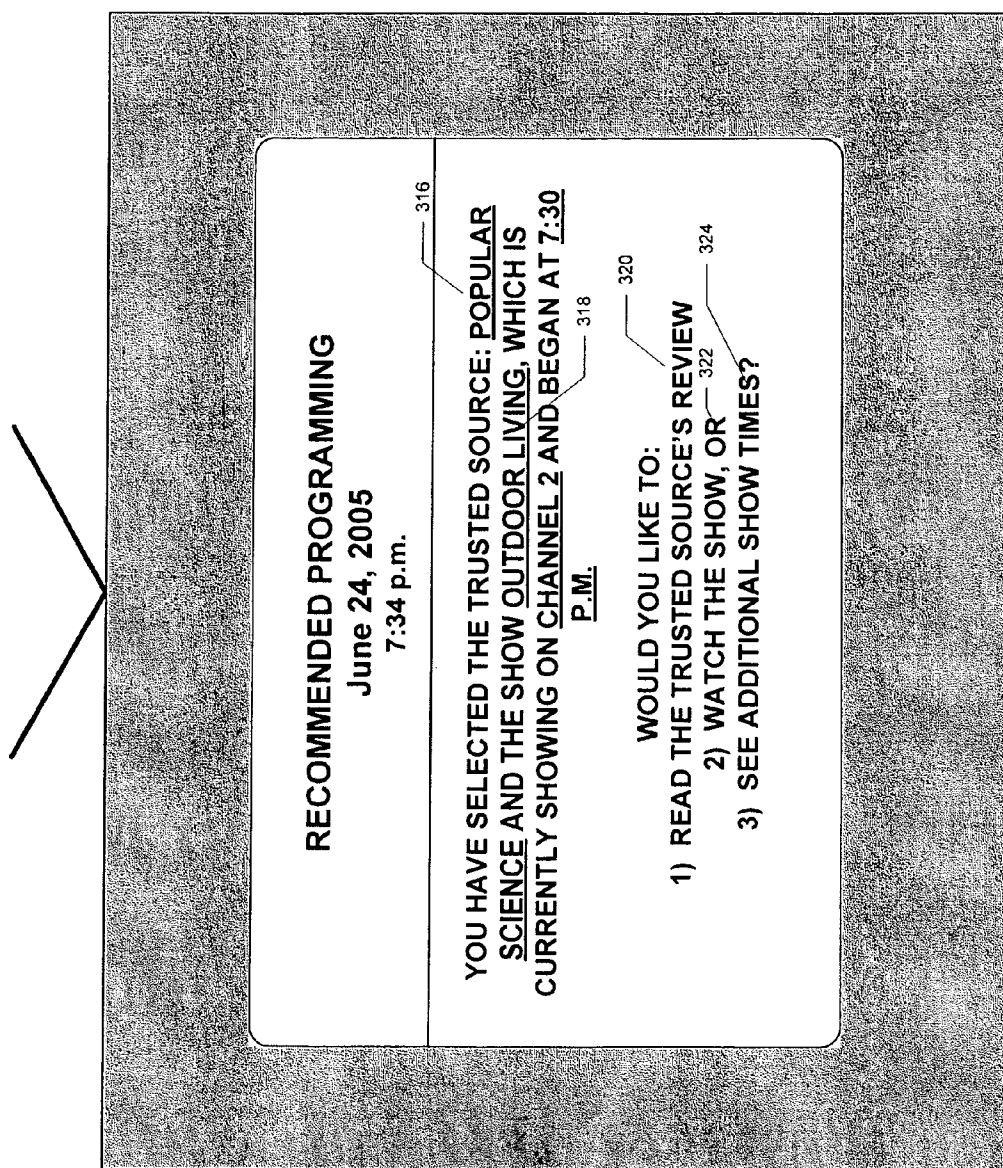 RECOMMENDED PROGRAMMING
June 24, 2005
7:34 p.m.
316
YOU HAVE SELECTED THE TRUSTED SOURCE: POPULAR
SCIENCE AND THE SHOW OUTDOOR LIVING, WHICH IS
CURRENTLY SHOWING ON CHANNEL 2 AND BEGAN AT 7:30
P.M.
318
320
WOULD YOU LIKE TO:
1) READ THE TRUSTED SOURCE'S REVIEW
2) WATCH THE SHOW, OR
322
3) SEE ADDITIONAL SHOW TIMES?
324